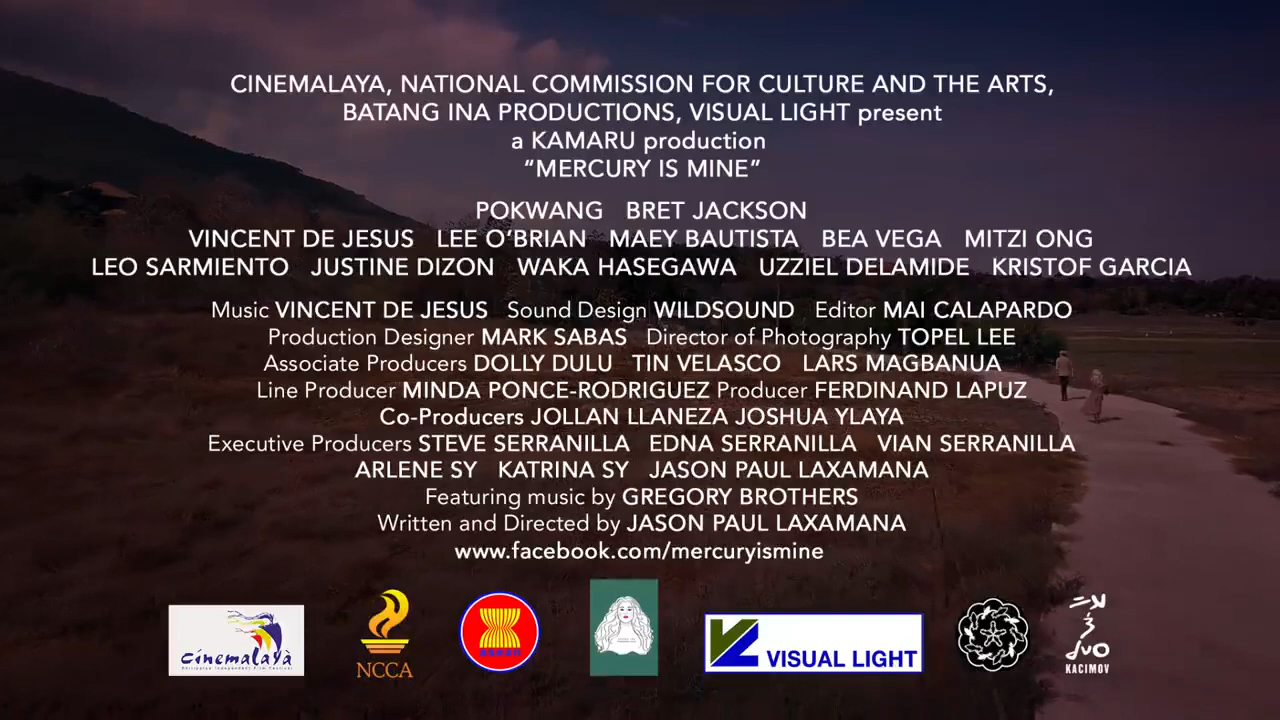 CINEMALAYA, NATIONAL COMMISSION FOR CULTURE AND THE ARTS,
BATANG INA PRODUCTIONS, VISUAL LIGHT present
a KAMARU production
“MERCURY IS MINE”
POKWANG BRET JACKSON
VINCENT DE JESUS LEE O’BRIAN MAEY BAUTISTA BEA VEGA MITZI ONG
LEO SARMIENTO JUSTINE DIZON WAKA HASEGAWA UZZIEL DELAMIDE KRISTOF GARCIA
Music VINCENT DE JESUS Sound Design WILDSOUND Editor MAI CALAPARDO
Production Designer MARK SABAS Director of Photography TOPEL LEE
Associate Producers DOLLY DULU TIN VELASCO LARS MAGBANUA
Line Producer MINDA PONCE-RODRIGUEZ Producer FERDINAND LAPUZ
Co-Producers JOLLAN LLANEZA JOSHUA YLAYA
Executive Producers STEVE SERRANILLA EDNA SERRANILLA VIAN SERRANILLA
ARLENE SY KATRINA SY JASON PAUL LAXAMANA
Featuring music by GREGORY BROTHERS
Written and Directed by JASON PAUL LAXAMANA
www.facebook.com/mercuryismine
cinemalaya
Philippine Independent Film Festival
NCCA
asean
VISUAL LIGHT
KACIMOV